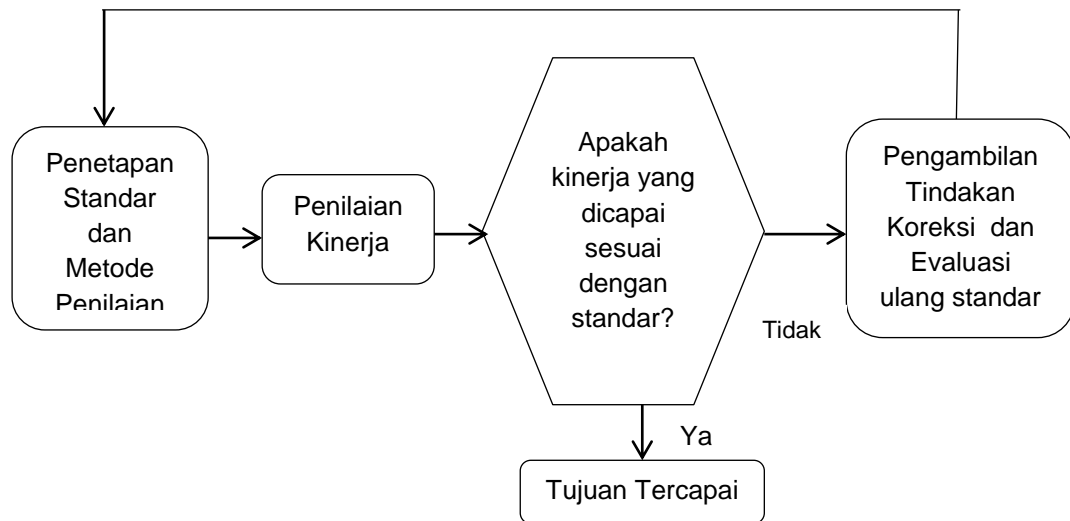 Penetapan
Standar
dan
Metode
Penilaian
Penilaian
Kinerja
Apakah
kinerja yang
dicapai
sesuai
dengan
standar?
Tidak
Pengambilan
Tindakan
Koreksi dan
Evaluasi
ulang standar
Ya
Tujuan Tercapai